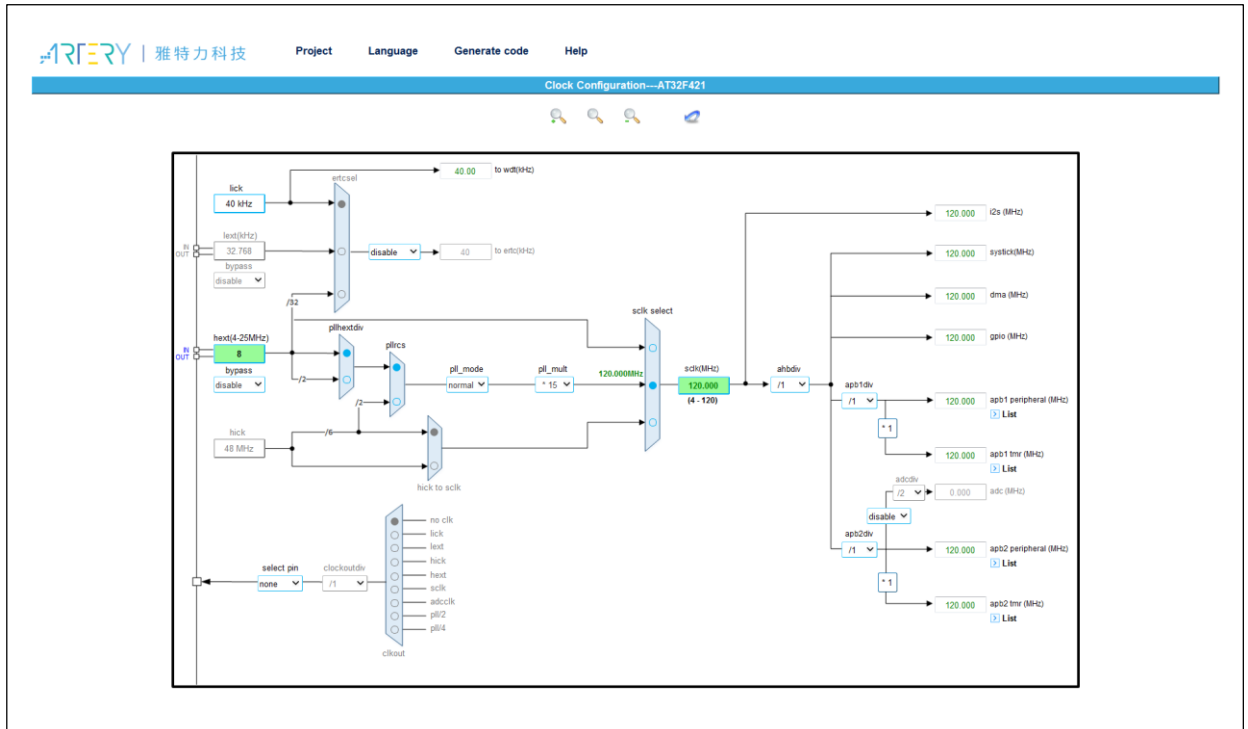 ARTERY | 雅特力科技 Project Language Generate code Help
Clock Configuration---AT32F421
40.00 to wdt(kHz)
ertcsel
lick
40 kHz
120.000 i2s (MHz)
lext(kHz)
IN
OUT
32.768
disable
40 to ertc(kHz)
120.000 systick(MHz)
bypass
disable
/32
120.000 dma (MHz)
sclk select
pllhextdiv
hext(4-25MHz)
120.000 gpio (MHz)
pllrcs
IN
OUT
8
bypass
disable
/2
pll_mode
normal
pll_mult
* 15
120.000MHz
sclk(MHz)
120.000
(4 - 120)
ahbdiv
/1
apb1div
/1
120.000 apb1 peripheral (MHz)
List
/2
* 1
hick
48 MHz
/6
120.000 apb1 tmr (MHz)
List
hick to sclk
adcdiv
/2
0.000 adc (MHz)
disable
no clk
lick
lext
hick
hext
sclk
adcclk
pll/2
pll/4
clkout
apb2div
/1
120.000 apb2 peripheral (MHz)
List
select pin
none
clockoutdiv
/1
* 1
120.000 apb2 tmr (MHz)
List